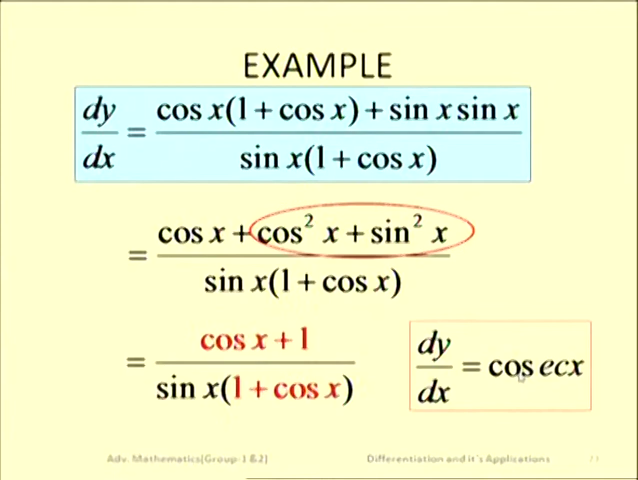 EXAMPLE
dy/dx = cos x(1 + cos x) + sin x sin x / sin x(1 + cos x)
= cos x + cos² x + sin² x / sin x(1 + cos x)
= cos x + 1 / sin x(1 + cos x)
dy/dx = cos ecx
Adv. Mathematics(Group-1 &2) Differentiation and it`s Applications